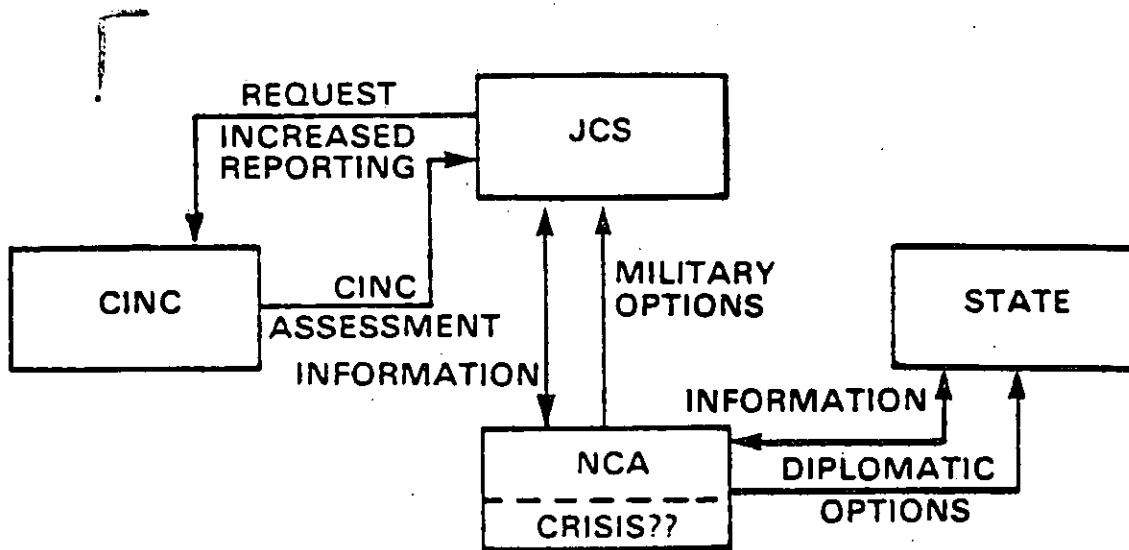 REQUEST
INCREASED
REPORTING
JCS
CINC
CINC
ASSESSMENT
INFORMATION
MILITARY
OPTIONS
STATE
INFORMATION
NCA
CRISIS??
DIPLOMATIC
OPTIONS